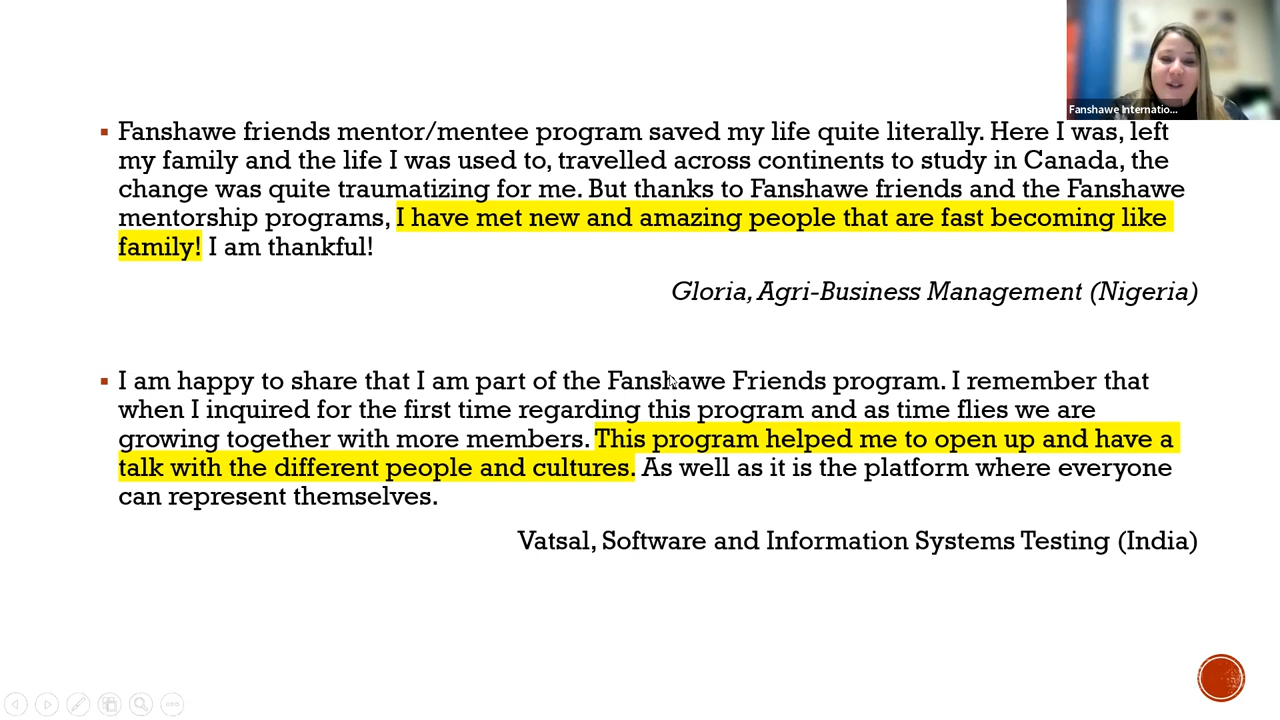 Fanshawe Internatio...
Fanshawe friends mentor/mentee program saved my life quite literally. Here I was, left
my family and the life I was used to, travelled across continents to study in Canada, the
change was quite traumatizing for me. But thanks to Fanshawe friends and the Fanshawe
mentorship programs, I have met new and amazing people that are fast becoming like
family! I am thankful!
Gloria, Agri-Business Management (Nigeria)
I am happy to share that I am part of the Fanshawe Friends program. I remember that
when I inquired for the first time regarding this program and as time flies we are
growing together with more members. This program helped me to open up and have a
talk with the different people and cultures. As well as it is the platform where everyone
can represent themselves.
Vatsal, Software and Information Systems Testing (India)